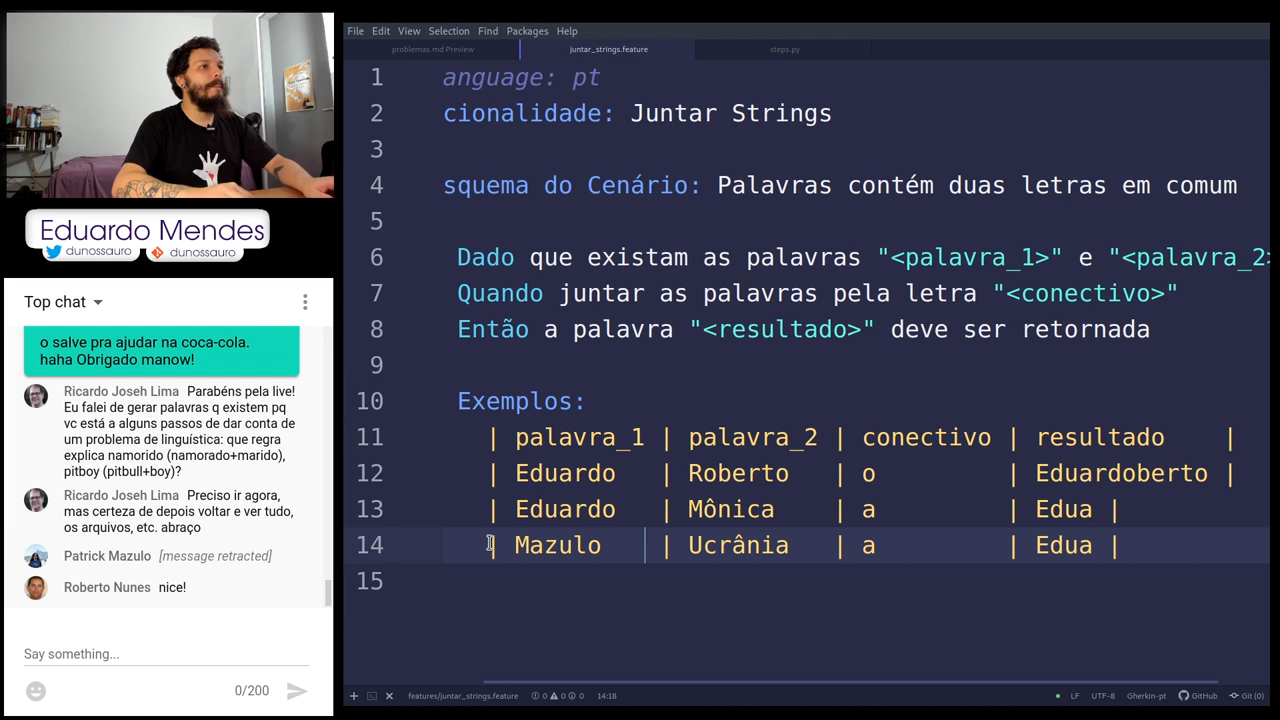 File Edit View Selection Find Packages Help
problemas.md Preview juntar_strings.feature steps.py
1 anguage: pt
2 cionalidade: Juntar Strings
3
4 squema do Cenário: Palavras contém duas letras em comum
5
6 Dado que existam as palavras "<palavra_1>" e "<palavra_2>
7 Quando juntar as palavras pela letra "<conectivo>"
8 Então a palavra "<resultado>" deve ser retornada
9
10 Exemplos:
11 | palavra_1 | palavra_2 | conectivo | resultado |
12 | Eduardo | Roberto | o | Eduardoberto |
13 | Eduardo | Mônica | a | Edua |
14 | Mazulo | Ucrânia | a | Edua |
15
features/juntar_strings.feature 0 0 0 14:18 LF UTF-8 Gherkin-pt GitHub Git (0)
Eduardo Mendes
dunossauro dunossauro
Top chat
o salve pra ajudar na coca-cola.
haha Obrigado manow!
Ricardo Joseh Lima Parabéns pela live!
Eu falei de gerar palavras q existem pq
vc está a alguns passos de dar conta de
um problema de linguística: que regra
explica namorido (namorado+marido),
pitboy (pitbull+boy)?
Ricardo Joseh Lima Preciso ir agora,
mas certeza de depois voltar e ver tudo,
os arquivos, etc. abraço
Patrick Mazulo [message retracted]
Roberto Nunes nice!
Say something...
0/200